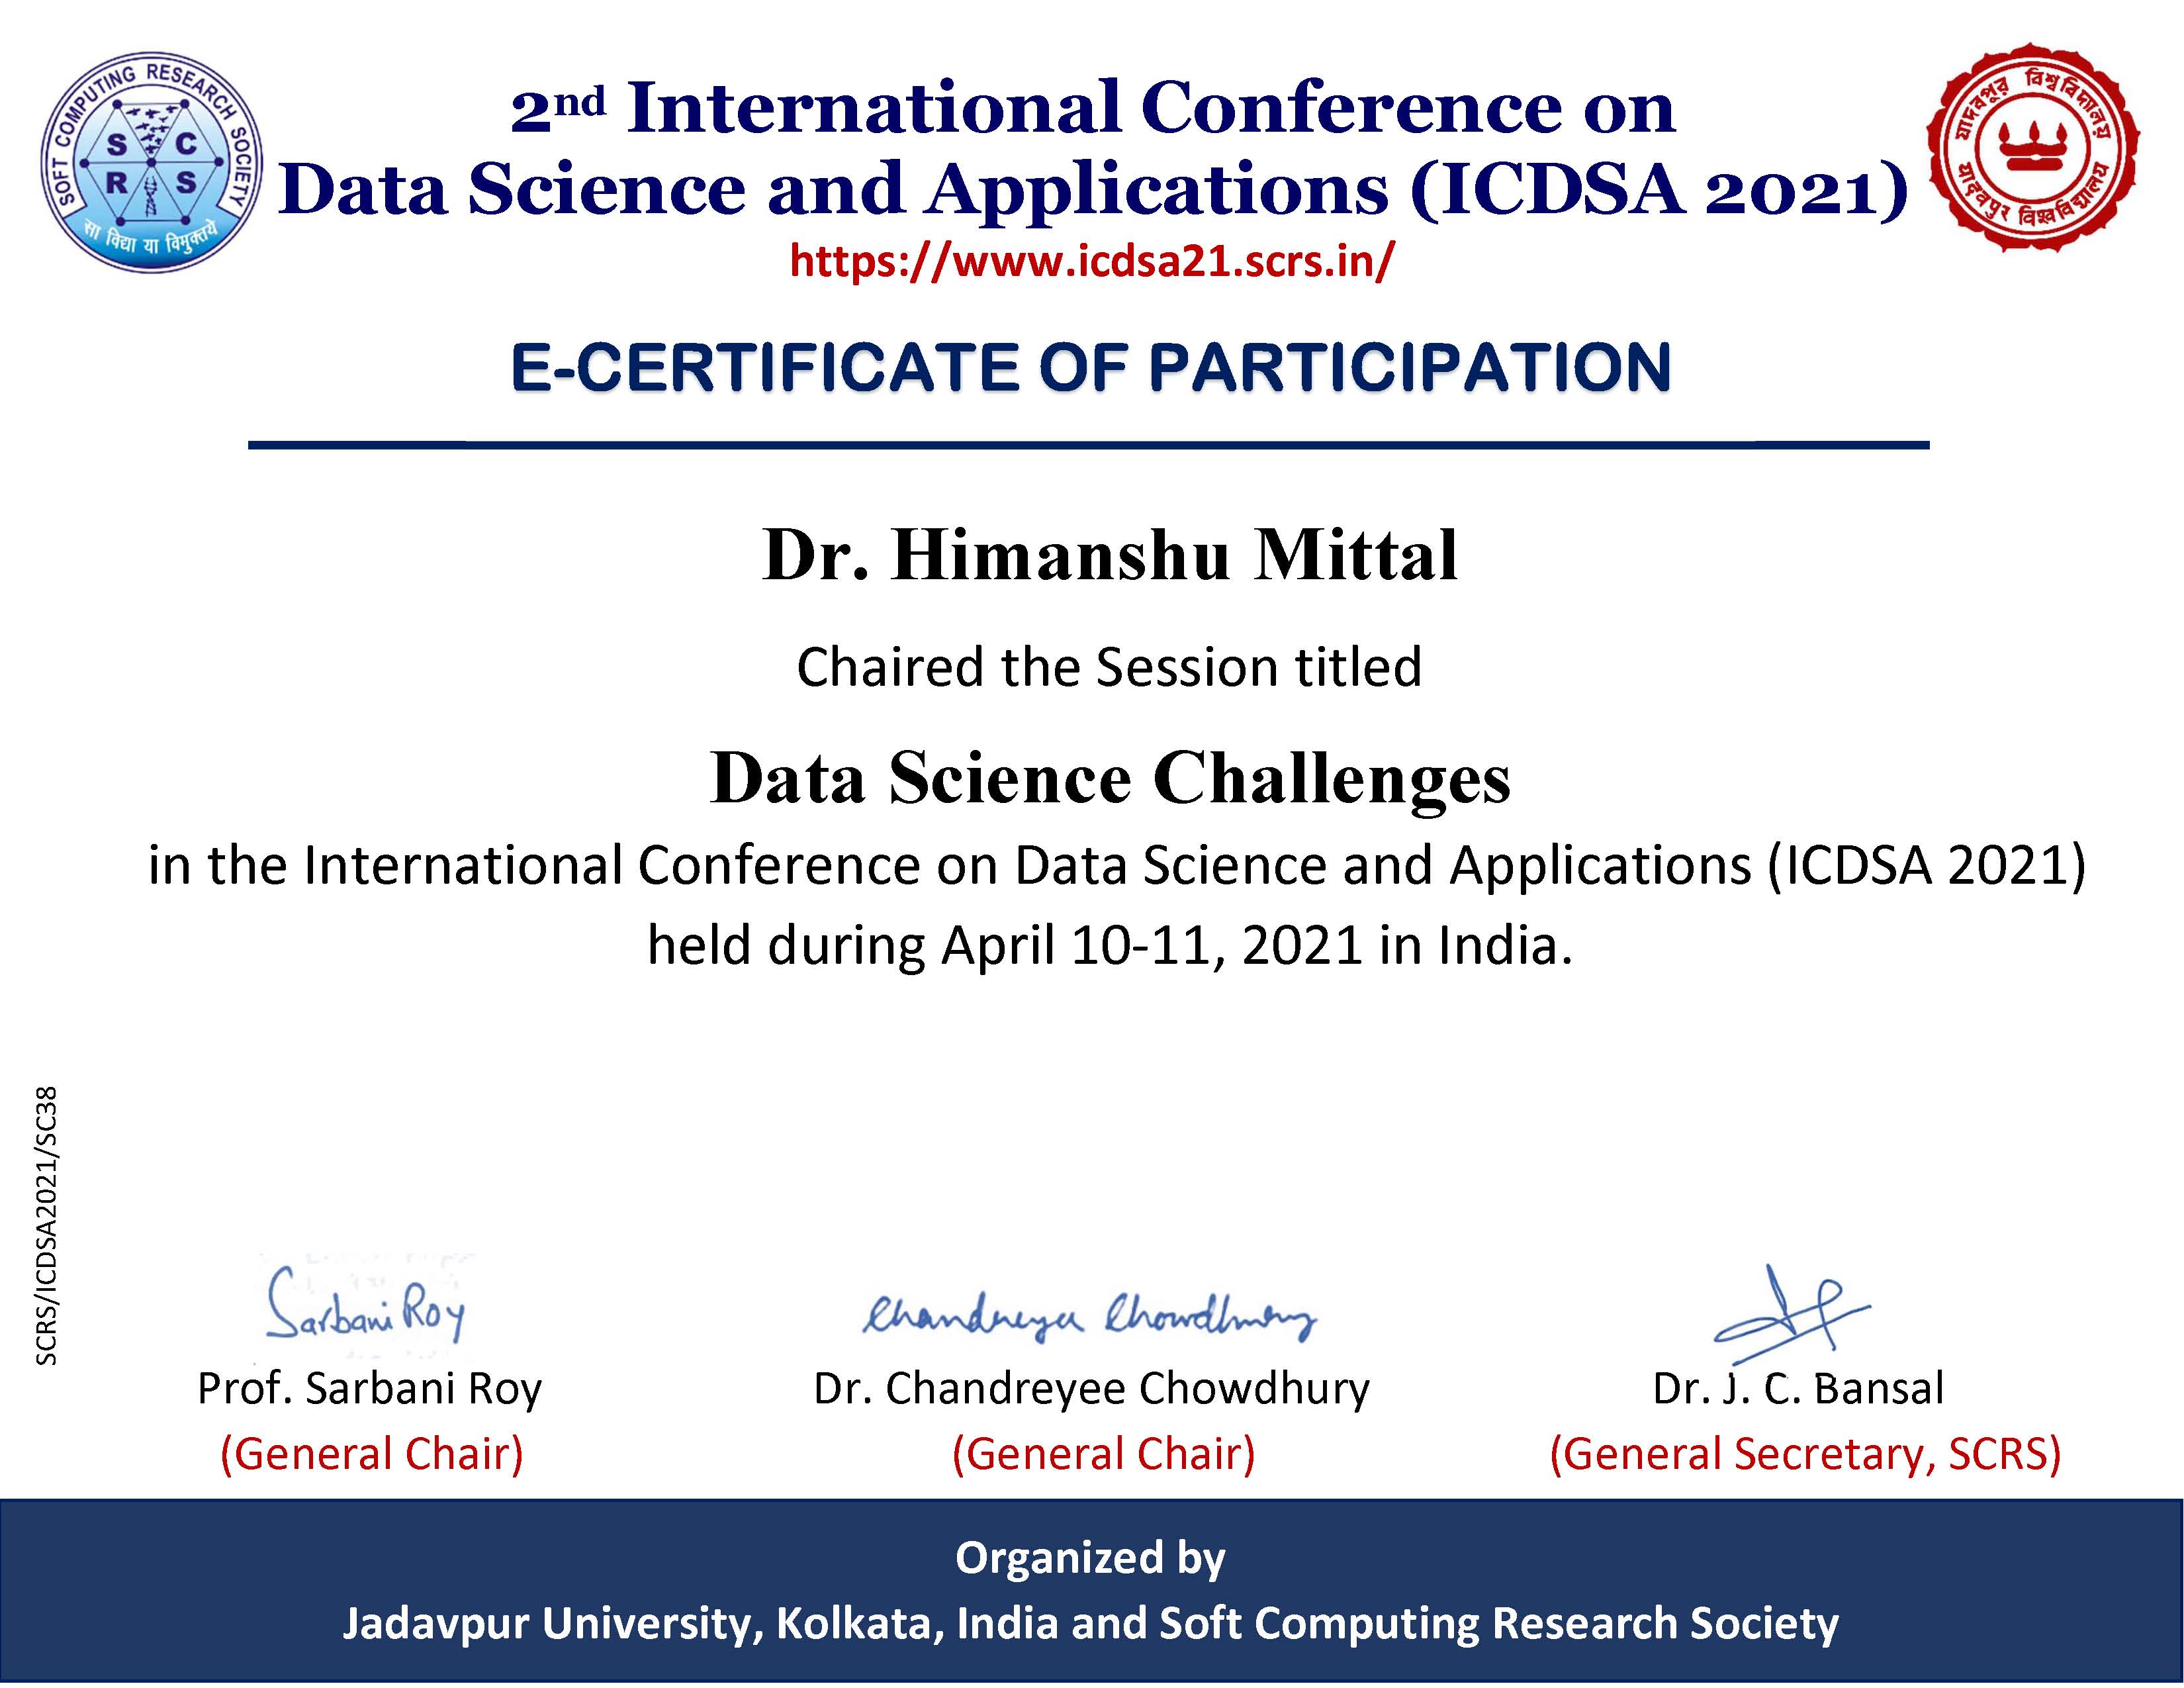 SOFT COMPUTING RESEARCH SOCIETY
S C
R S
सा विद्या या विमुक्तये
2nd International Conference on
Data Science and Applications (ICDSA 2021)
https://www.icdsa21.scrs.in/
যাদবপুর বিশ্ববিদ্যালয়
यादवपुर विश्वविद्यालय
E-CERTIFICATE OF PARTICIPATION
Dr. Himanshu Mittal
Chaired the Session titled
Data Science Challenges
in the International Conference on Data Science and Applications (ICDSA 2021)
held during April 10-11, 2021 in India.
SCRS/ICDSA2021/SC38
Sarbani Roy
Chandreyee Chowdhury
Prof. Sarbani Roy
(General Chair)
Dr. Chandreyee Chowdhury
(General Chair)
Dr. J. C. Bansal
(General Secretary, SCRS)
Organized by
Jadavpur University, Kolkata, India and Soft Computing Research Society